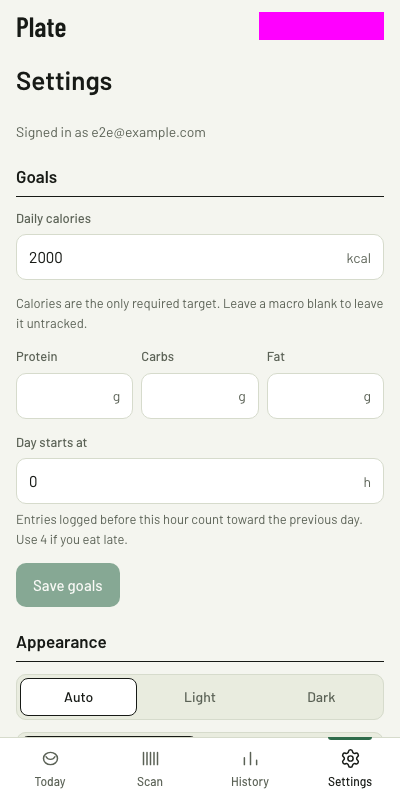 Plate
Settings
Signed in as e2e@example.com
Goals
Daily calories
2000 kcal
Calories are the only required target. Leave a macro blank to leave
it untracked.
Protein Carbs Fat
g g g
Day starts at
0 h
Entries logged before this hour count toward the previous day.
Use 4 if you eat late.
Save goals
Appearance
Auto Light Dark
Today Scan History Settings